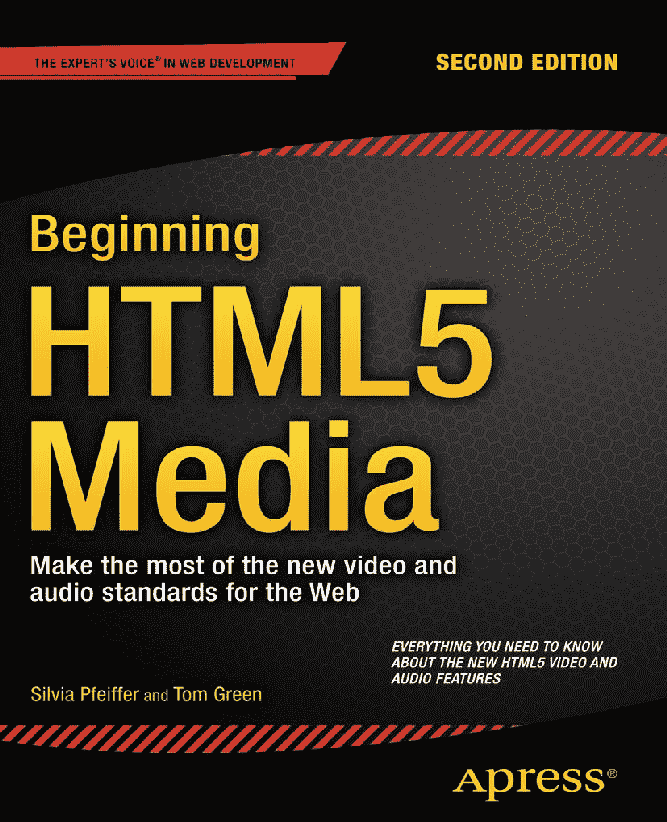 THE EXPERT'S VOICE® IN WEB DEVELOPMENT
SECOND EDITION
Beginning
HTML5
Media
Make the most of the new video and
audio standards for the Web
EVERYTHING YOU NEED TO KNOW
ABOUT THE NEW HTML5 VIDEO AND
AUDIO FEATURES
Silvia Pfeiffer and Tom Green
Apress®